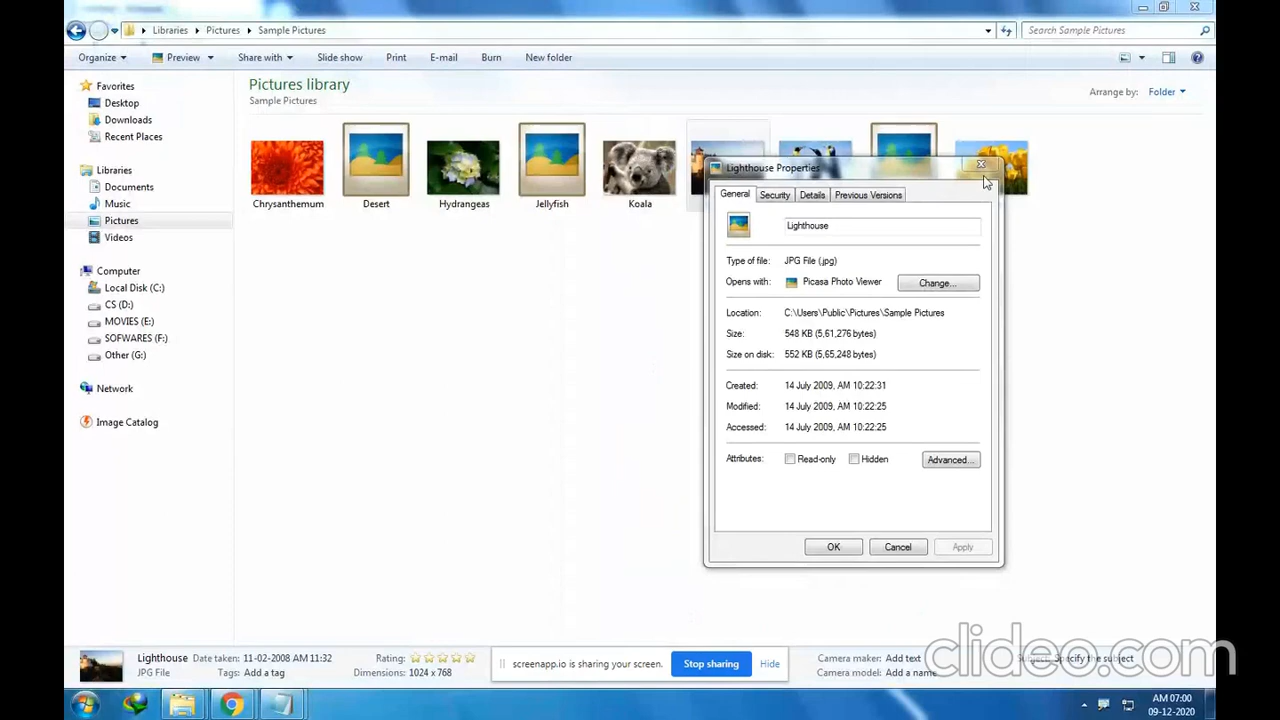 Libraries Pictures Sample Pictures
Search Sample Pictures
Organize Preview Share with Slide show Print E-mail Burn New folder
Favorites
Desktop
Downloads
Recent Places
Libraries
Documents
Music
Pictures
Videos
Computer
Local Disk (C:)
CS (D:)
MOVIES (E:)
SOFWARES (F:)
Other (G:)
Network
Image Catalog
Pictures library
Sample Pictures
Arrange by: Folder
Chrysanthemum Desert Hydrangeas Jellyfish Koala
Lighthouse Properties
General Security Details Previous Versions
Lighthouse
Type of file: JPG File (.jpg)
Opens with: Picasa Photo Viewer Change...
Location: C:\Users\Public\Pictures\Sample Pictures
Size: 548 KB (5,61,276 bytes)
Size on disk: 552 KB (5,65,248 bytes)
Created: 14 July 2009, AM 10:22:31
Modified: 14 July 2009, AM 10:22:25
Accessed: 14 July 2009, AM 10:22:25
Attributes: Read-only Hidden Advanced...
OK Cancel Apply
Lighthouse Date taken: 11-02-2008 AM 11:32 Rating: Camera maker: Add text Subject: Specify the subject
JPG File Tags: Add a tag Dimensions: 1024 x 768 Camera model: Add a name
screenapp.io is sharing your screen. Stop sharing Hide
clideo.com
AM 07:00
09-12-2020